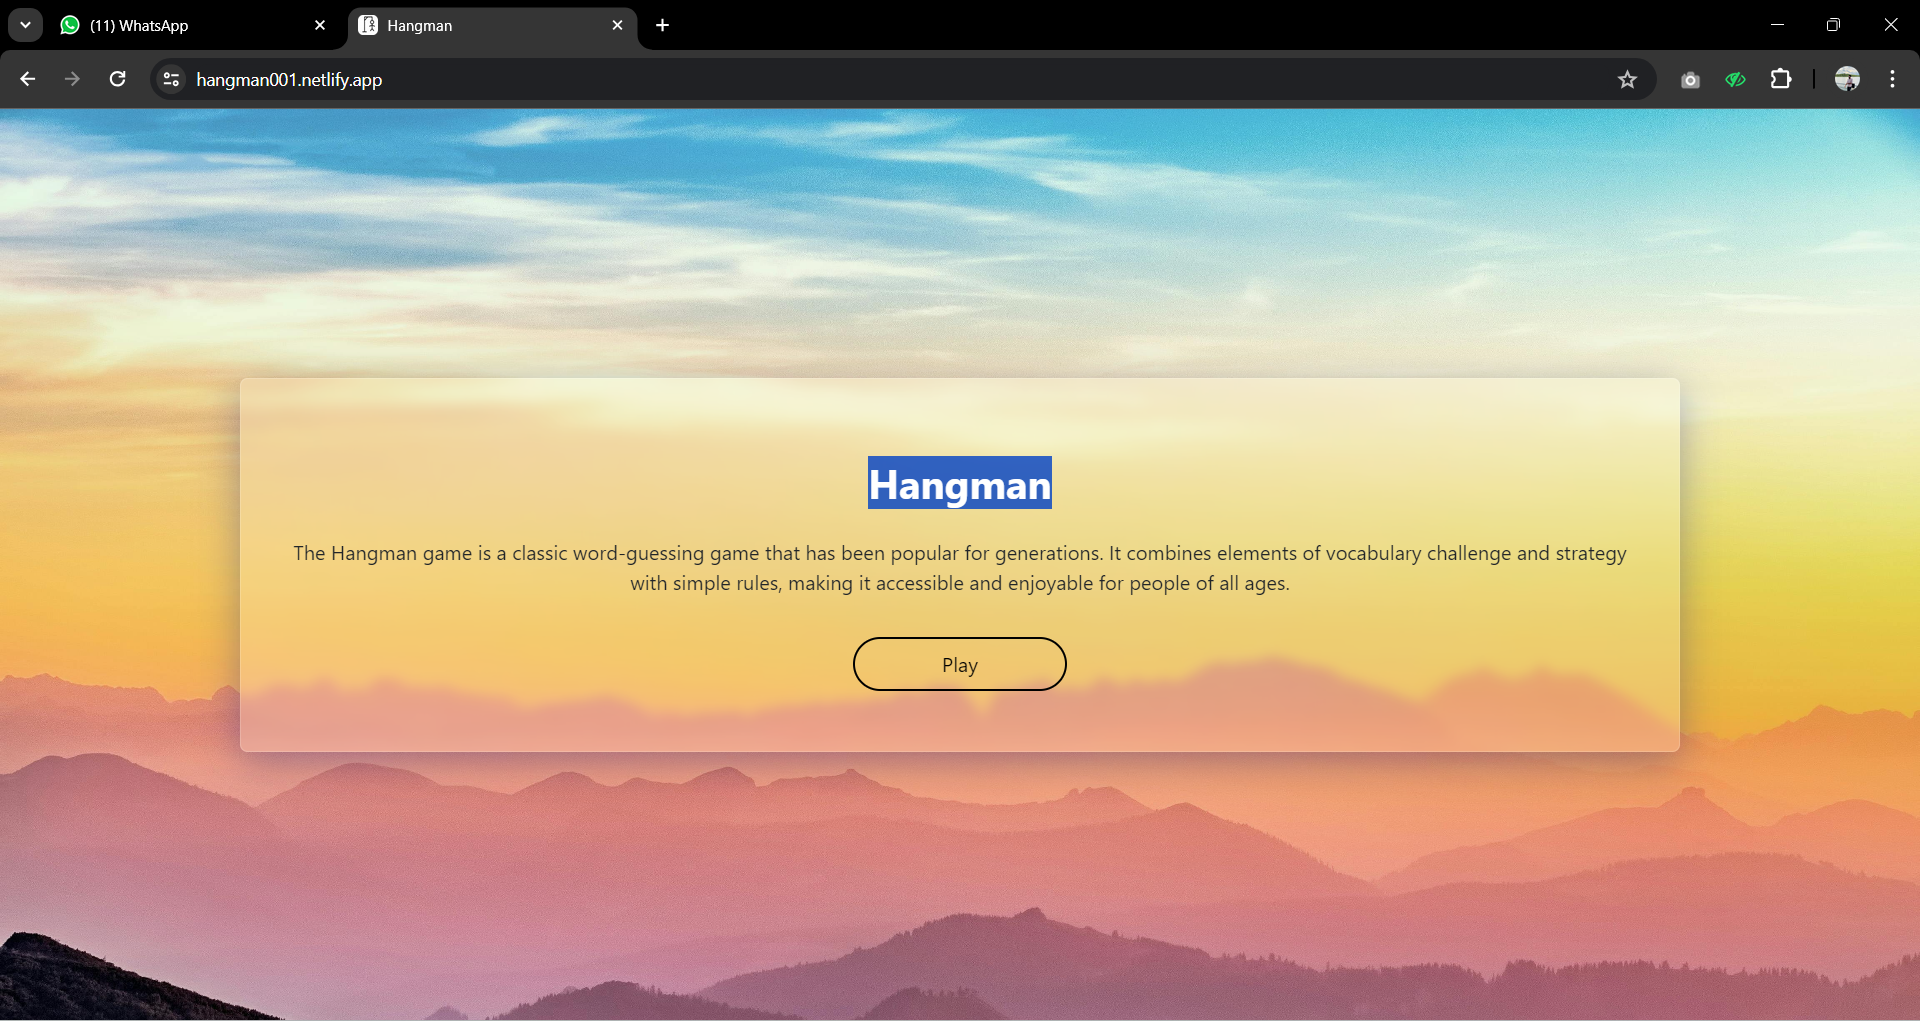 (11) WhatsApp
Hangman
hangman001.netlify.app
Hangman
The Hangman game is a classic word-guessing game that has been popular for generations. It combines elements of vocabulary challenge and strategy
with simple rules, making it accessible and enjoyable for people of all ages.
Play